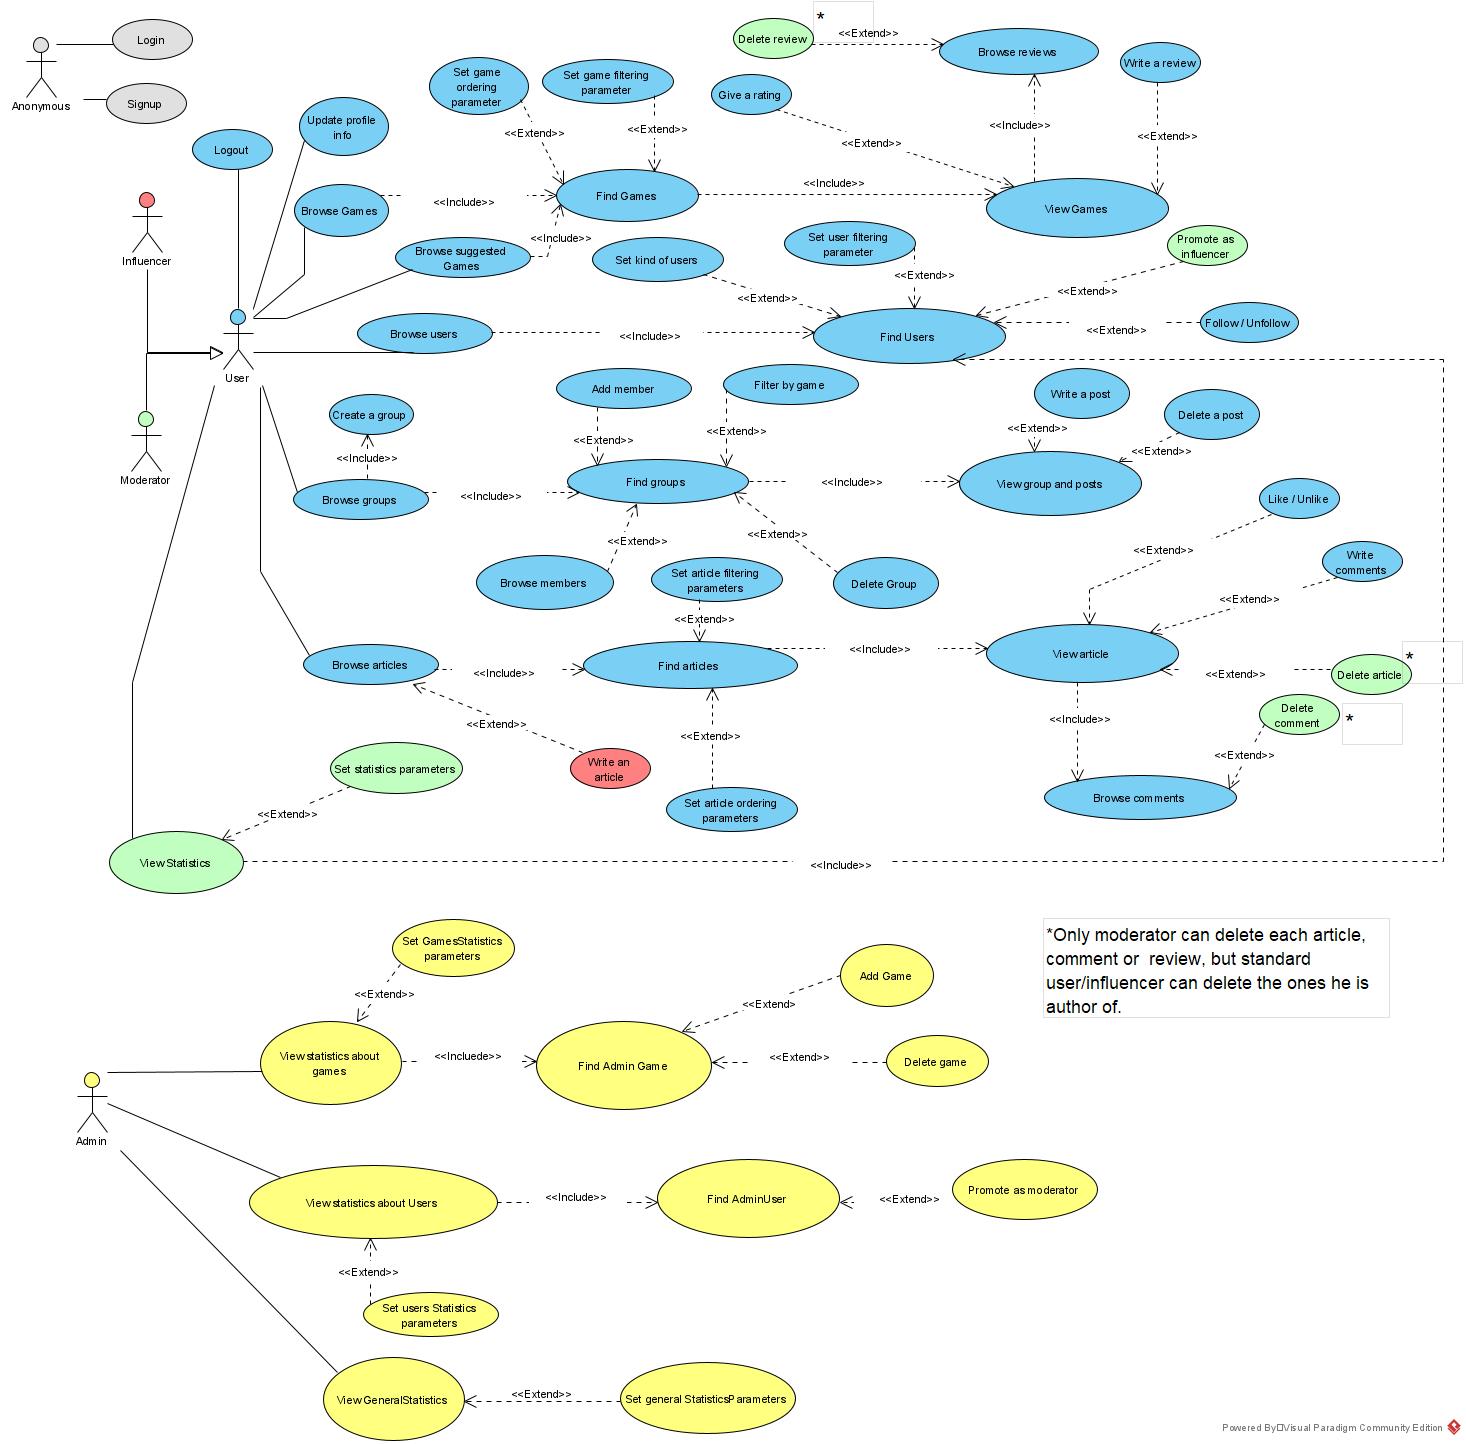 *
Delete review
<<Extend>>
Browse reviews
Login
Write a review
Anonymous
Signup
Set game
ordering
parameter
Set game filtering
parameter
Give a rating
<<Extend>>
<<Extend>>
<<Extend>>
<<Include>>
<<Extend>>
Update profile
info
Logout
Find Games
<<Include>>
View Games
Browse Games
<<Include>>
Influencer
Browse suggested
Games
<<Include>>
Set kind of users
Set user filtering
parameter
Promote as
influencer
<<Extend>>
<<Extend>>
<<Extend>>
User
Browse users
<<Include>>
Find Users
<<Extend>>
Follow / Unfollow
Moderator
Create a group
<<Include>>
Browse groups
<<Include>>
Add member
<<Extend>>
Filter by game
<<Extend>>
Find groups
<<Include>>
Write a post
<<Extend>>
Delete a post
<<Extend>>
View group and posts
<<Extend>>
Browse members
<<Extend>>
Delete Group
Like / Unlike
<<Extend>>
Write
comments
<<Extend>>
Set article filtering
parameters
<<Extend>>
Browse articles
<<Include>>
Find articles
<<Include>>
View article
<<Extend>>
Delete article
*
<<Extend>>
Write an
article
<<Extend>>
Set article ordering
parameters
<<Include>>
Delete
comment
*
<<Extend>>
Browse comments
Set statistics parameters
<<Extend>>
View Statistics
<<Include>>
Set GamesStatistics
parameters
<<Extend>>
View statistics about
games
<<Incluede>>
Find Admin Game
<<Extend>
Add Game
<<Extend>>
Delete game
*Only moderator can delete each article,
comment or  review, but standard
user/influencer can delete the ones he is
author of.
Admin
View statistics about Users
<<Include>>
Find AdminUser
<<Extend>>
Promote as moderator
<<Extend>>
Set users Statistics
parameters
View GeneralStatistics
<<Extend>>
Set general StatisticsParameters
Powered By Visual Paradigm Community Edition